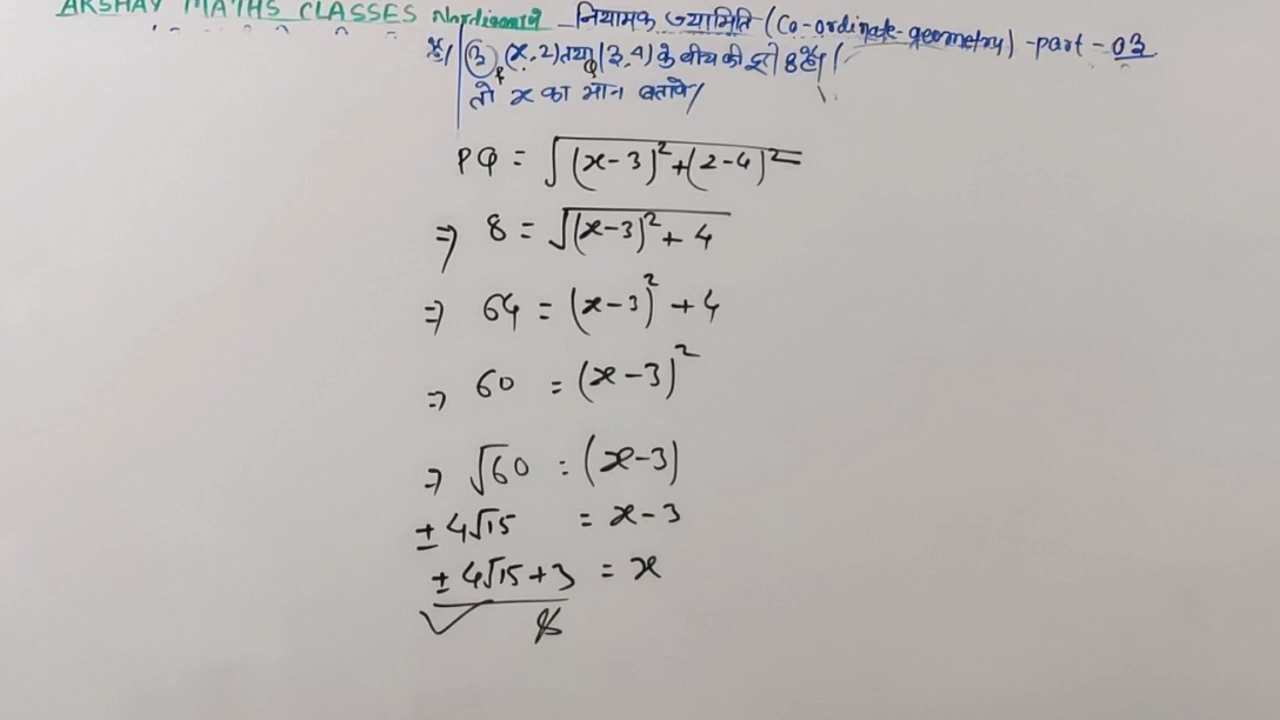 AKSHAY MATHS CLASSES नियामक ज्यामिति (Co-ordinate-geometry) -part - 03
(x,2) तथा (3,4) के बीच की दूरी 8 है।
P Q
तो x का मान बतावें।
PQ = √(x-3)²+(2-4)²
⇒ 8 = √(x-3)²+ 4
⇒ 64 = (x-3)² + 4
⇒ 60 = (x-3)²
⇒ √60 = (x-3)
± 4√15 = x-3
± 4√15+3 = x